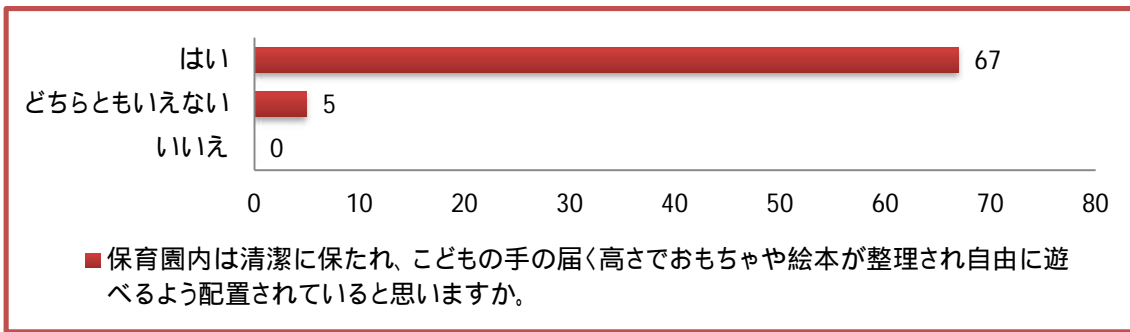 はい 67
どちらともいえない 5
いいえ 0
0 10 20 30 40 50 60 70 80
保育園内は清潔に保たれ、こどもの手の届く高さでおもちゃや絵本が整理され自由に遊
べるよう配置されていると思いますか。